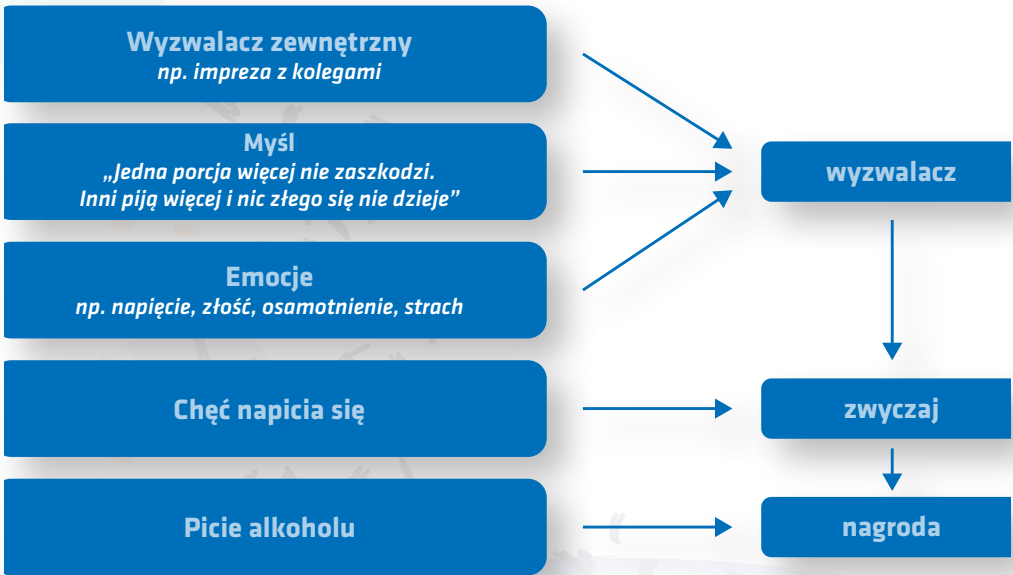 Wyzwalacz zewnętrzny
np. impreza z kolegami
Myśl
„Jedna porcja więcej nie zaszkodzi.
Inni piją więcej i nic złego się nie dzieje”
wyzwalacz
Emocje
np. napięcie, złość, osamotnienie, strach
Chęć napicia się
zwyczaj
Picie alkoholu
nagroda